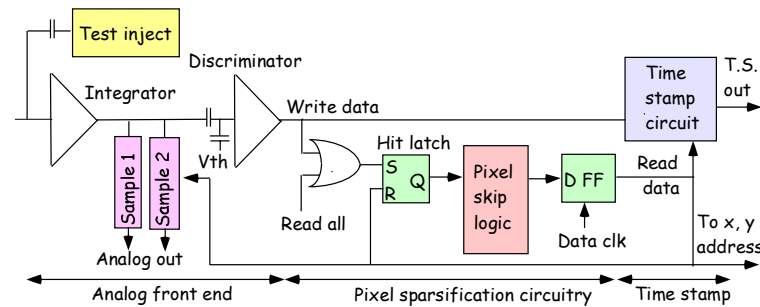 Test inject
Discriminator
Integrator
Write data
Time
stamp
circuit
T.S.
out
Vth
Sample 1
Sample 2
Hit latch
S
R
Q
Pixel
skip
logic
D FF
Read
data
Read all
Data clk
To x, y
address
Analog out
Analog front end
Pixel sparsification circuitry
Time stamp